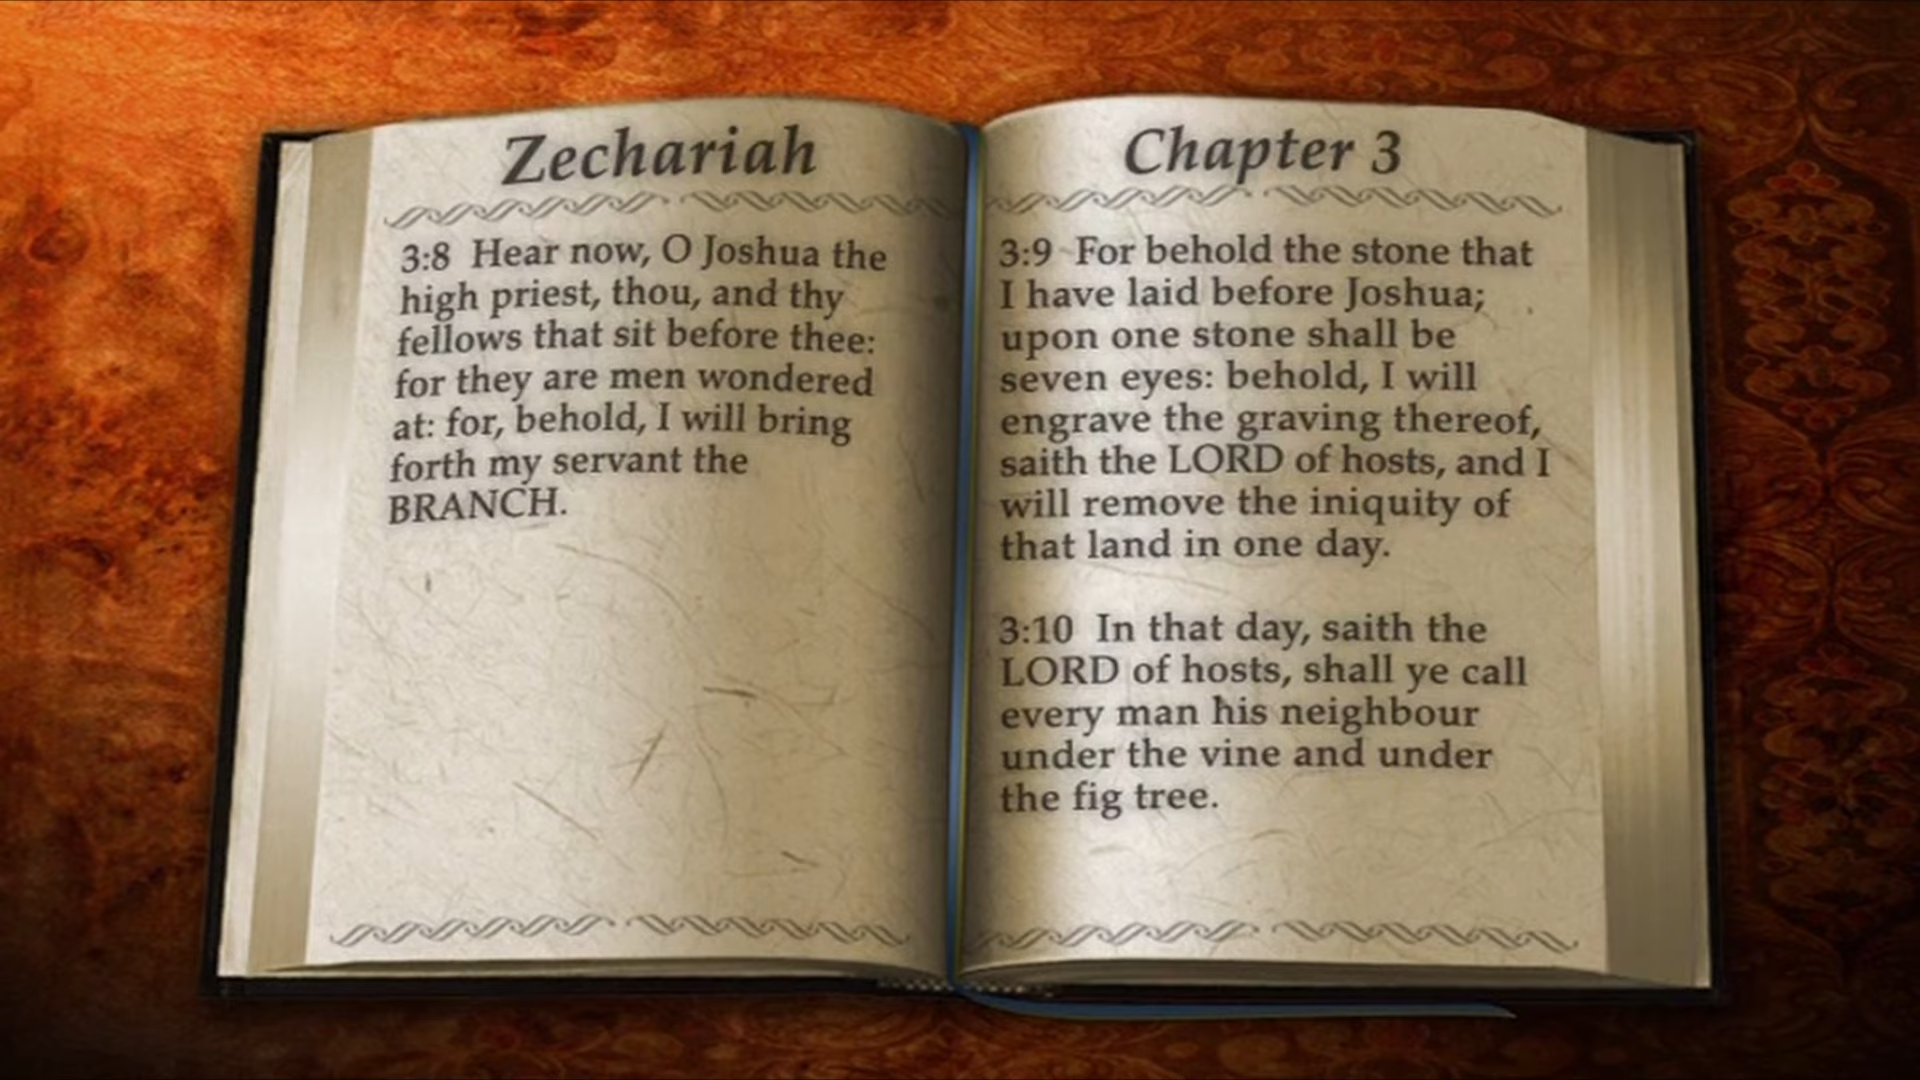 Zechariah
3:8 Hear now, O Joshua the
high priest, thou, and thy
fellows that sit before thee:
for they are men wondered
at: for, behold, I will bring
forth my servant the
BRANCH.
Chapter 3
3:9 For behold the stone that
I have laid before Joshua;
upon one stone shall be
seven eyes: behold, I will
engrave the graving thereof,
saith the LORD of hosts, and I
will remove the iniquity of
that land in one day.
3:10 In that day, saith the
LORD of hosts, shall ye call
every man his neighbour
under the vine and under
the fig tree.